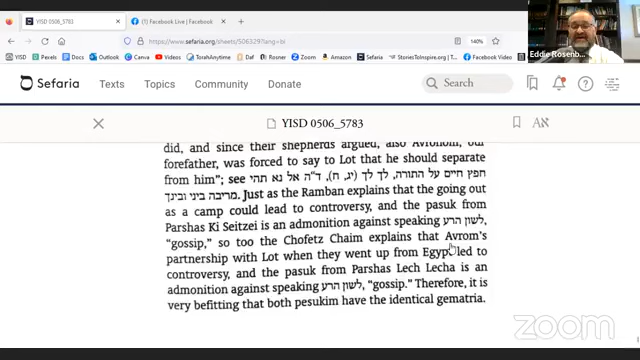 YISD 0506_5783
Facebook Live | Facebook
https://www.sefaria.org/sheets/506329?lang=bi
140%
YISD
Perels
Docs
Canva
Videos
TorahAnytime
Daf
Rosner
Zoom
Amazon
Sefaria
StoriesToInspire.org
Facebook Video
Eddie Rosenb...
Sefaria
Texts
Topics
Community
Donate
Search
YISD 0506_5783
did, and since their shepherds argued, also Avrohom, our
forefather, was forced to say to Lot that he should separate
from him"; see חפץ חיים על התורה, לך לך (יג, ח), ד"ה אל נא תהי
מריבה ביני ובינך. Just as the Ramban explains that the going out
as a camp could lead to controversy, and the pasuk from
Parshas Ki Seitzei is an admonition against speaking לשון הרע,
"gossip," so too the Chofetz Chaim explains that Avrom's
partnership with Lot when they went up from Egypt led to
controversy, and the pasuk from Parshas Lech Lecha is an
admonition against speaking לשון הרע, "gossip." Therefore, it is
very befitting that both pesukim have the identical gematria.
zoom